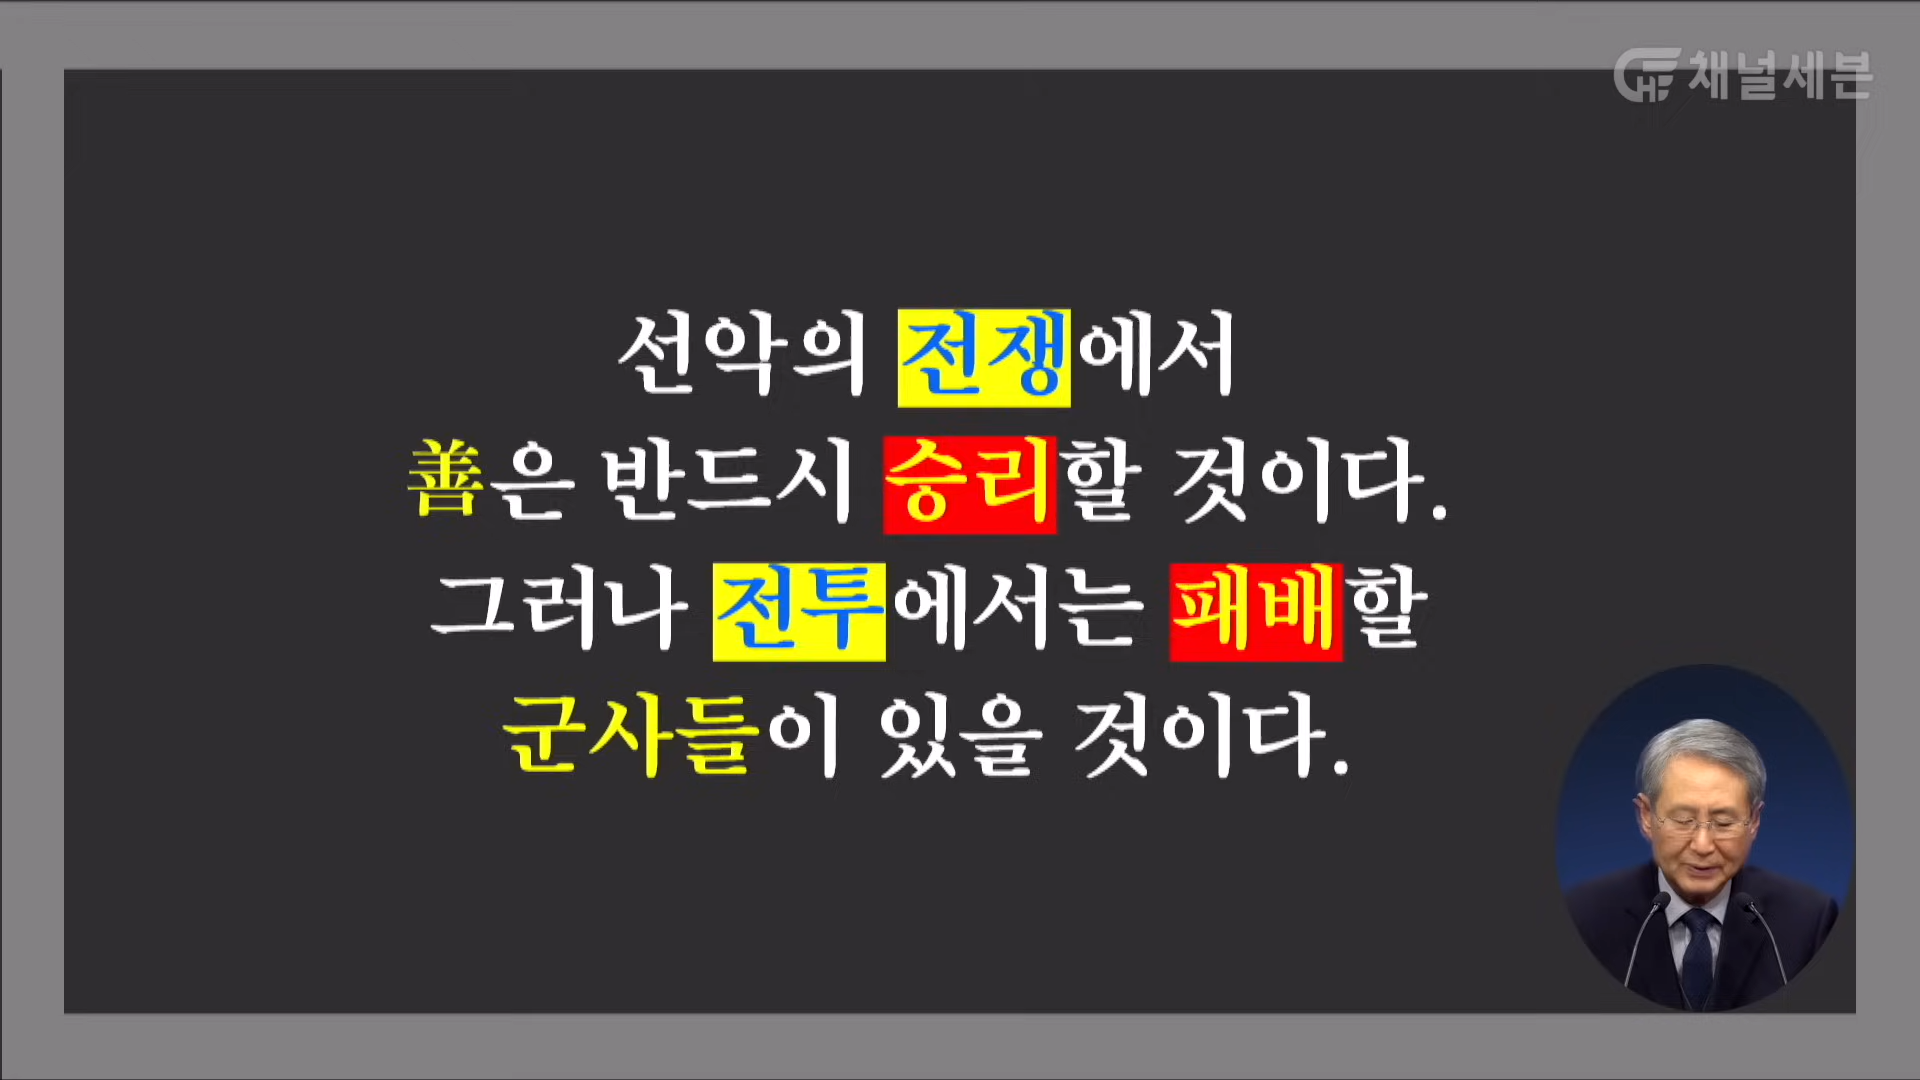 채널세븐
선악의 전쟁에서
善은 반드시 승리할 것이다.
그러나 전투에서는 패배할
군사들이 있을 것이다.